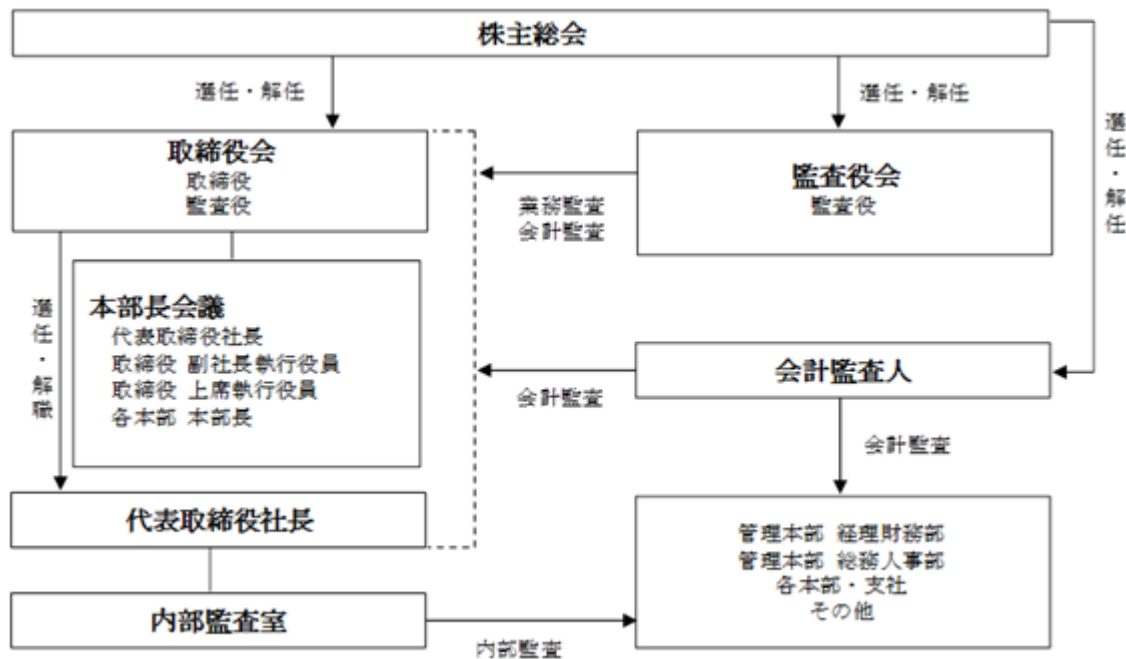 株主総会
選任・解任
選任・解任
選任・解任
取締役会
取締役
監査役
業務監査
会計監査
監査役会
監査役
選任・解職
本部長会議
代表取締役社長
取締役 副社長執行役員
取締役 上席執行役員
各本部 本部長
会計監査
会計監査人
会計監査
代表取締役社長
管理本部 経理財務部
管理本部 総務人事部
各本部・支社
その他
内部監査室
内部監査